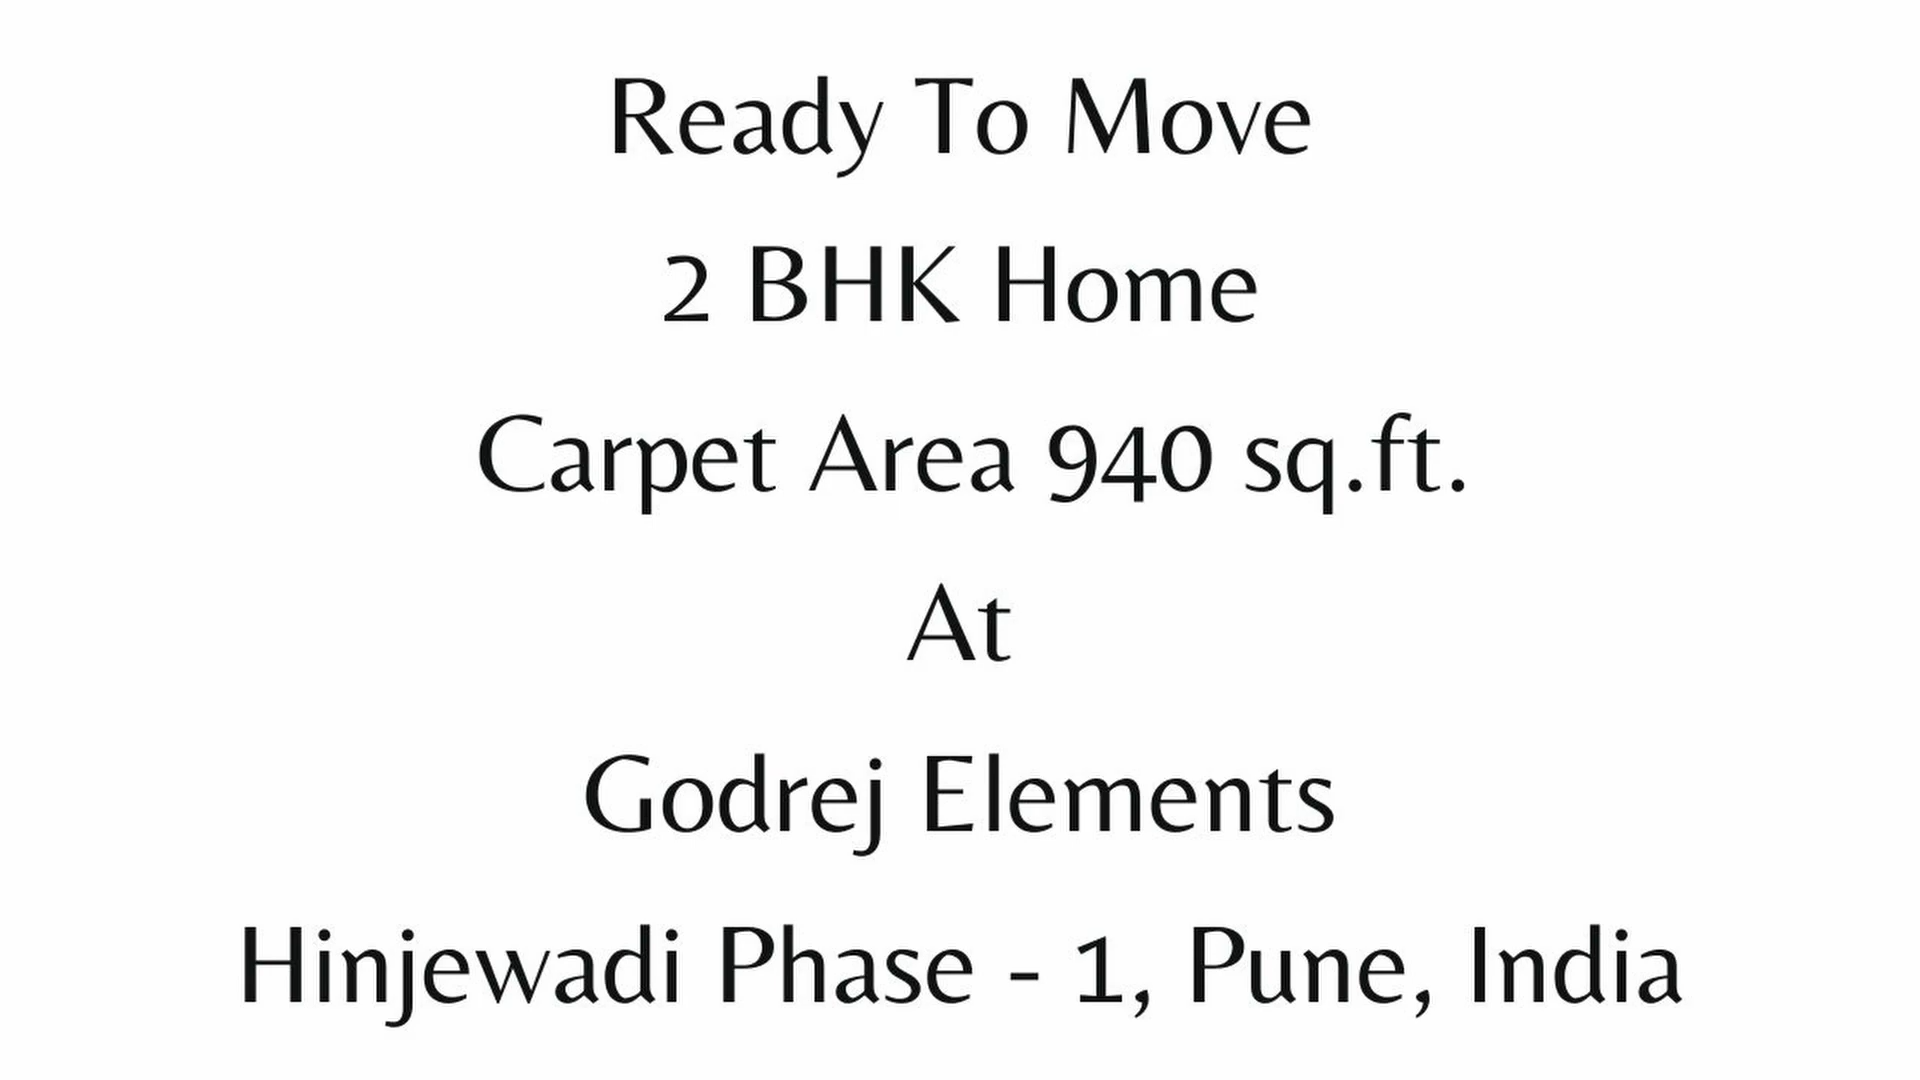 Ready To Move
2 BHK Home
Carpet Area 940 sq.ft.
At
Godrej Elements
Hinjewadi Phase - 1, Pune, India